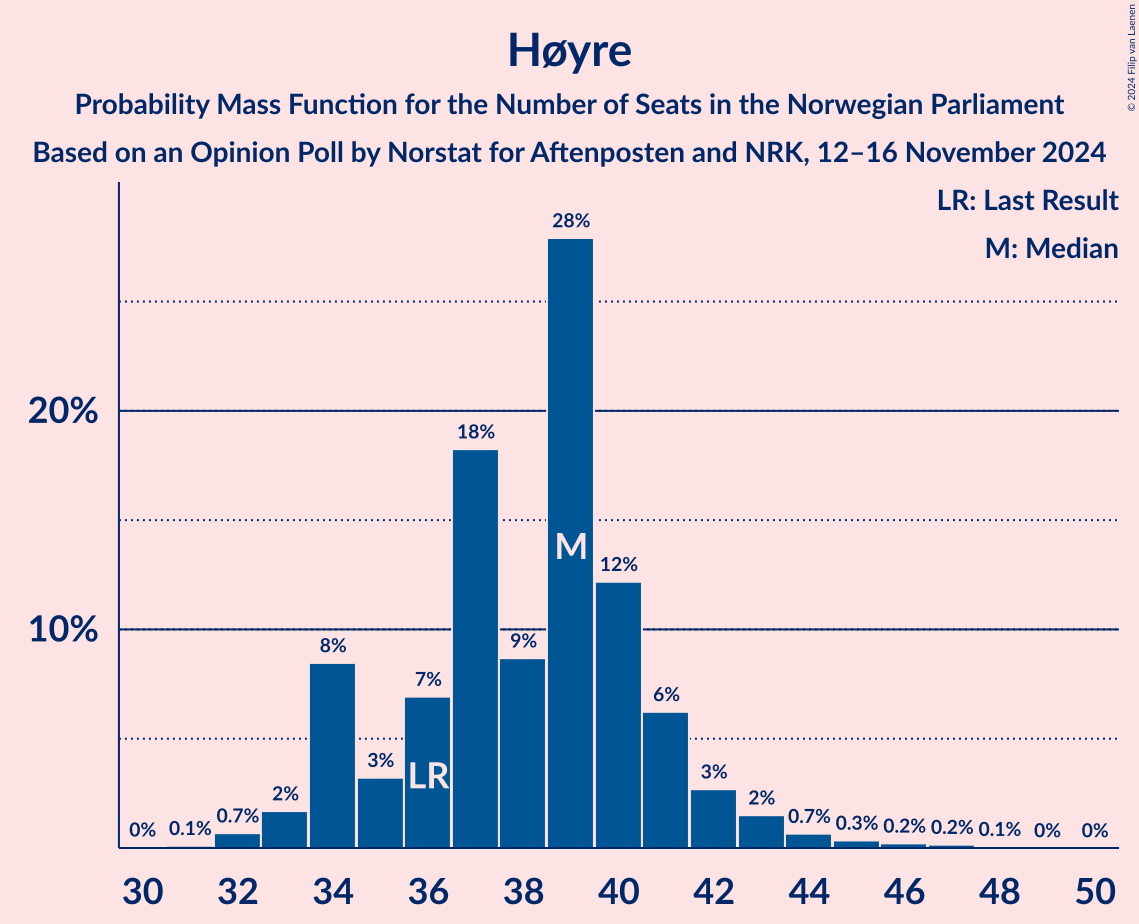 Høyre
Probability Mass Function for the Number of Seats in the Norwegian Parliament
Based on an Opinion Poll by Norstat for Aftenposten and NRK, 12–16 November 2024
© 2024 Filip van Laenen
LR: Last Result
M: Median
20%
10%
0%
0.1%
0.7%
2%
8%
3%
7%
18%
9%
28%
12%
6%
3%
2%
0.7%
0.3%
0.2%
0.2%
0.1%
0%
0%
LR
M
30 32 34 36 38 40 42 44 46 48 50